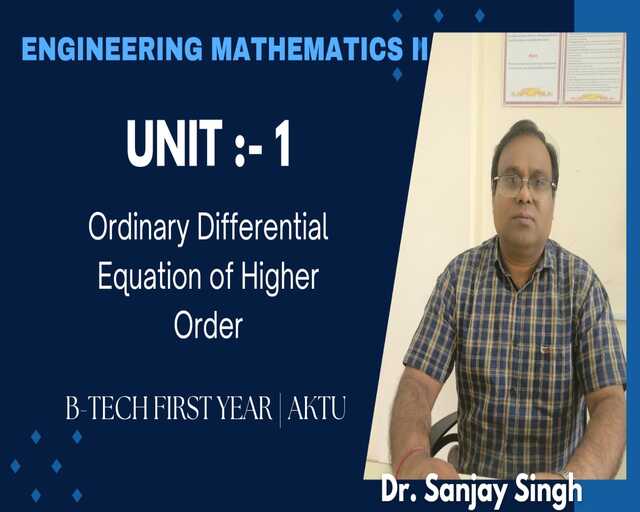 ENGINEERING MATHEMATICS II
UNIT :- 1
Ordinary Differential
Equation of Higher
Order
B-TECH FIRST YEAR | AKTU
Dr. Sanjay Singh